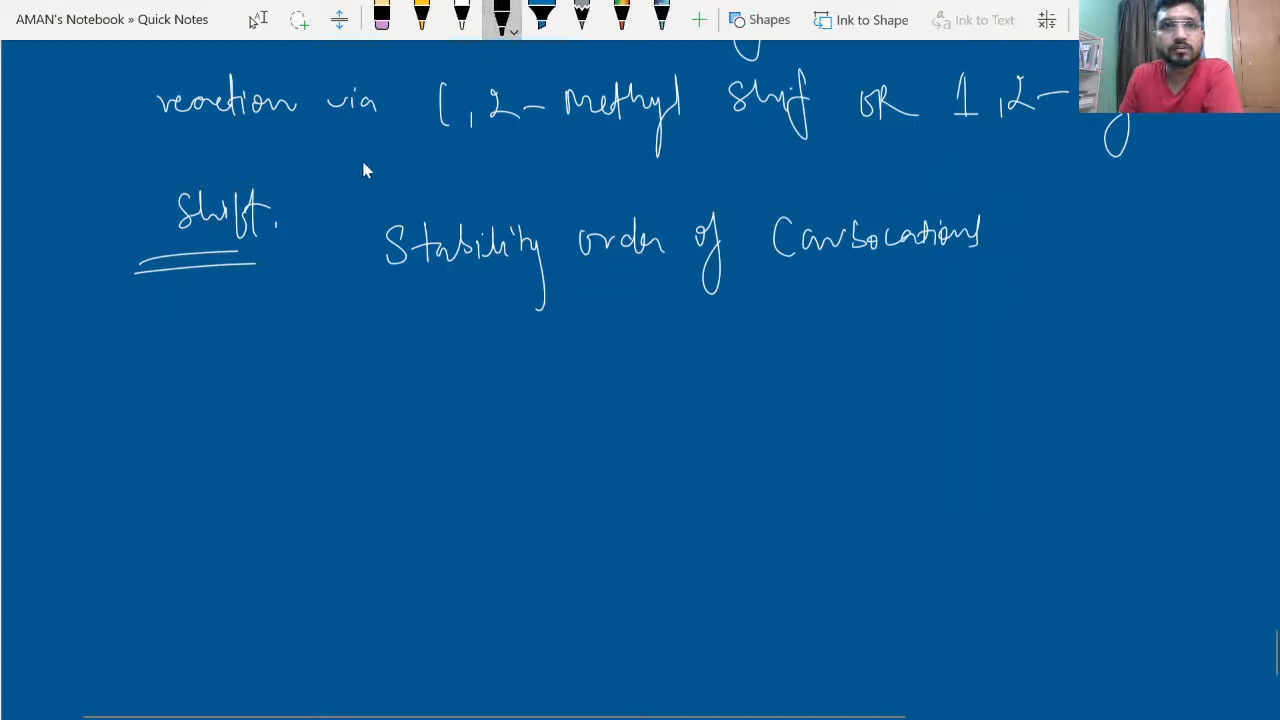 AMAN's Notebook » Quick Notes Shapes Ink to Shape Ink to Text
reaction via 1,2-Methyl Shif OR 1,2-
Shift.
Stability order of Carbocations